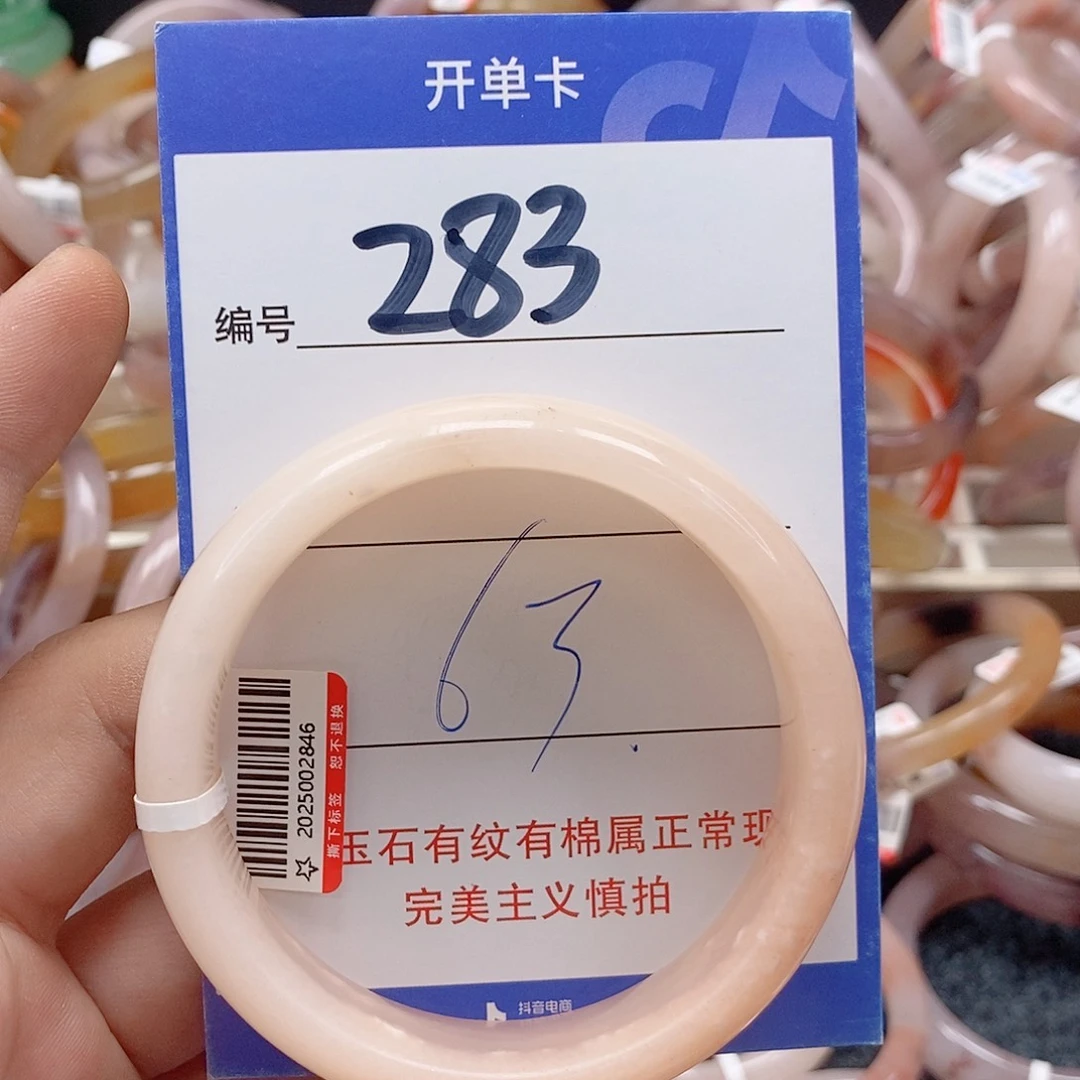 开单卡
编号 283
63.
2025002846
撕下标签 恕不退换
玉石有纹有棉属正常现
完美主义慎拍
抖音电商